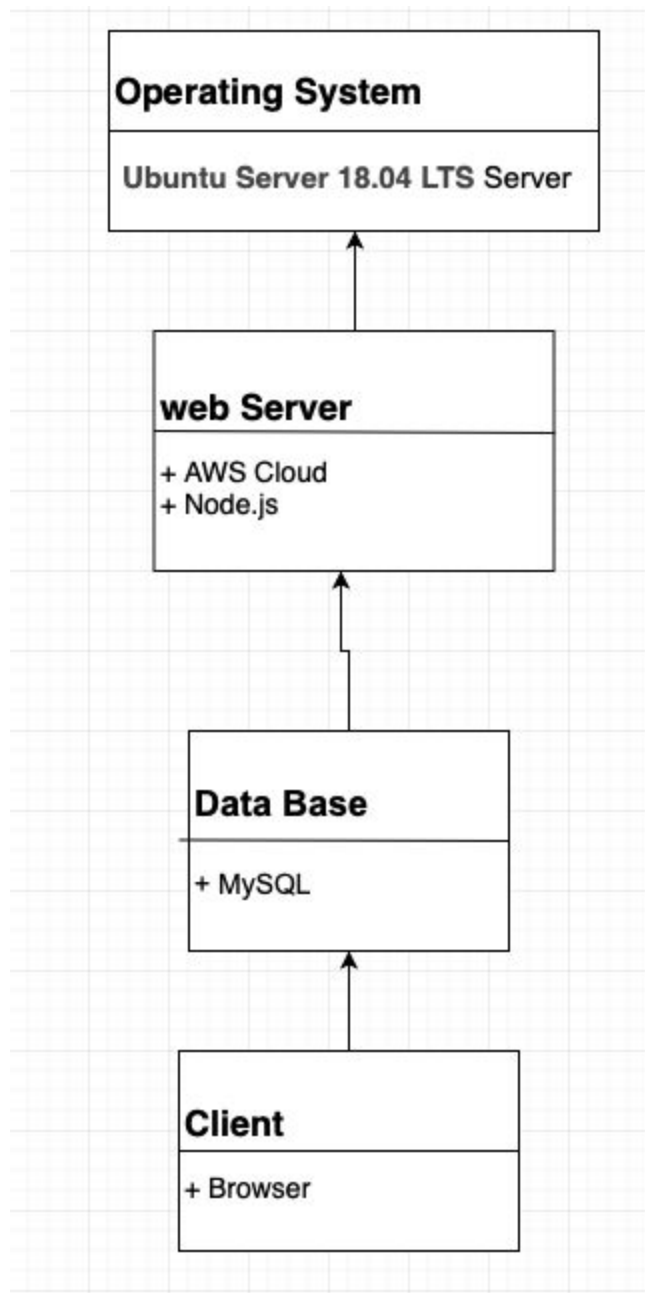 Operating System
Ubuntu Server 18.04 LTS Server
web Server
+ AWS Cloud
+ Node.js
Data Base
+ MySQL
Client
+ Browser